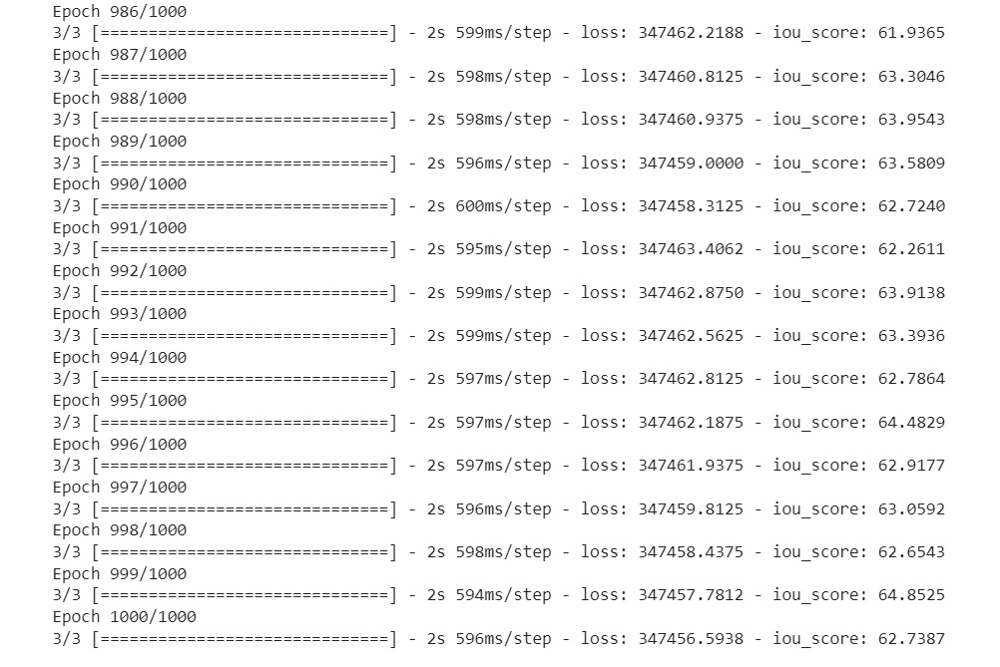 Epoch 986/1000
3/3 [==============================] - 2s 599ms/step - loss: 347462.2188 - iou_score: 61.9365
Epoch 987/1000
3/3 [==============================] - 2s 598ms/step - loss: 347460.8125 - iou_score: 63.3046
Epoch 988/1000
3/3 [==============================] - 2s 598ms/step - loss: 347460.9375 - iou_score: 63.9543
Epoch 989/1000
3/3 [==============================] - 2s 596ms/step - loss: 347459.0000 - iou_score: 63.5809
Epoch 990/1000
3/3 [==============================] - 2s 600ms/step - loss: 347458.3125 - iou_score: 62.7240
Epoch 991/1000
3/3 [==============================] - 2s 595ms/step - loss: 347463.4062 - iou_score: 62.2611
Epoch 992/1000
3/3 [==============================] - 2s 599ms/step - loss: 347462.8750 - iou_score: 63.9138
Epoch 993/1000
3/3 [==============================] - 2s 599ms/step - loss: 347462.5625 - iou_score: 63.3936
Epoch 994/1000
3/3 [==============================] - 2s 597ms/step - loss: 347462.8125 - iou_score: 62.7864
Epoch 995/1000
3/3 [==============================] - 2s 597ms/step - loss: 347462.1875 - iou_score: 64.4829
Epoch 996/1000
3/3 [==============================] - 2s 597ms/step - loss: 347461.9375 - iou_score: 62.9177
Epoch 997/1000
3/3 [==============================] - 2s 596ms/step - loss: 347459.8125 - iou_score: 63.0592
Epoch 998/1000
3/3 [==============================] - 2s 598ms/step - loss: 347458.4375 - iou_score: 62.6543
Epoch 999/1000
3/3 [==============================] - 2s 594ms/step - loss: 347457.7812 - iou_score: 64.8525
Epoch 1000/1000
3/3 [==============================] - 2s 596ms/step - loss: 347456.5938 - iou_score: 62.7387